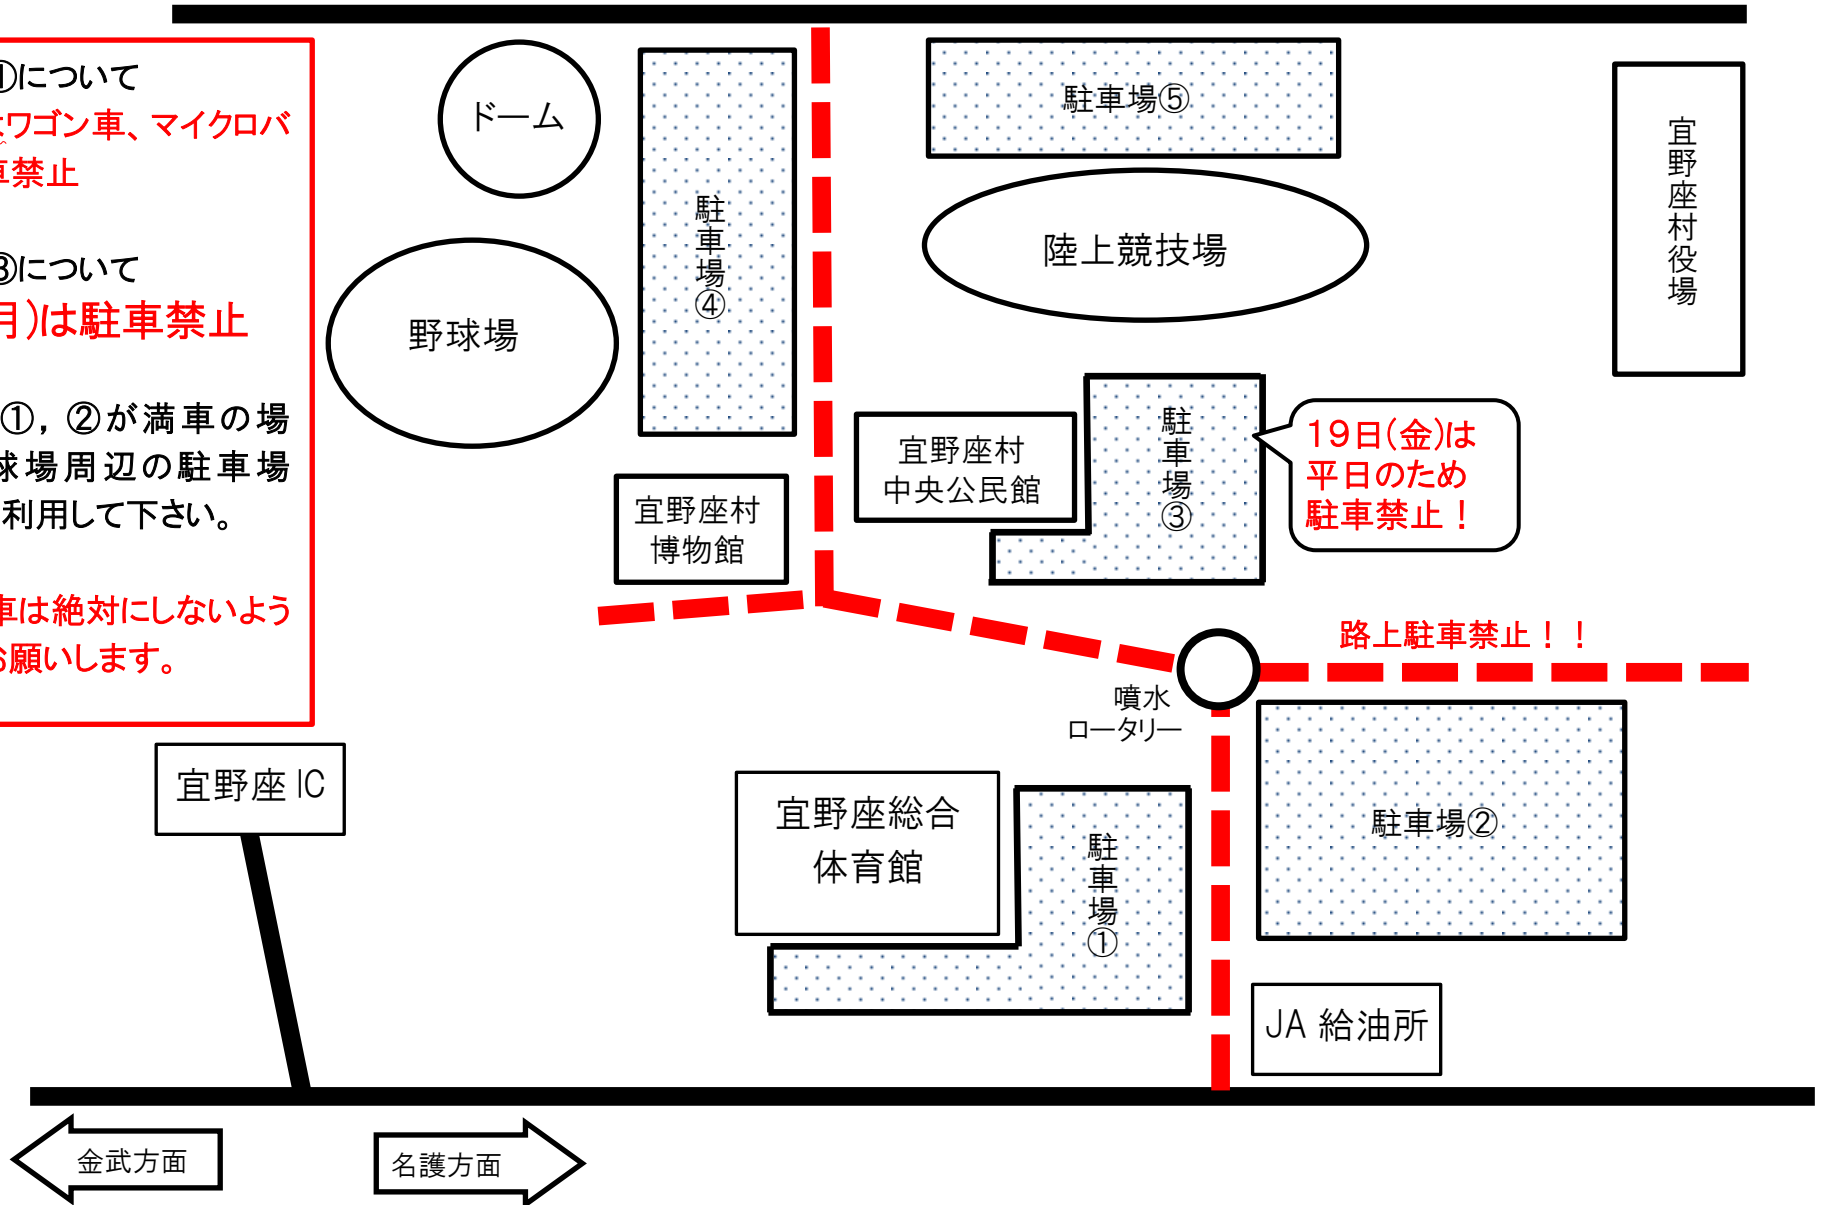 ①について
はワゴン車、マイクロバ
車禁止
③について
月)は駐車禁止
①，②が満車の場
球場周辺の駐車場
利用して下さい。
車は絶対にしないよう
お願いします。
ドーム
野球場
駐車場④
駐車場⑤
陸上競技場
宜野座村役場
宜野座村
中央公民館
駐車場③
19日(金)は
平日のため
駐車禁止！
宜野座村
博物館
路上駐車禁止！！
噴水
ロータリー
宜野座IC
宜野座総合
体育館
駐車場①
駐車場②
JA 給油所
金武方面
名護方面